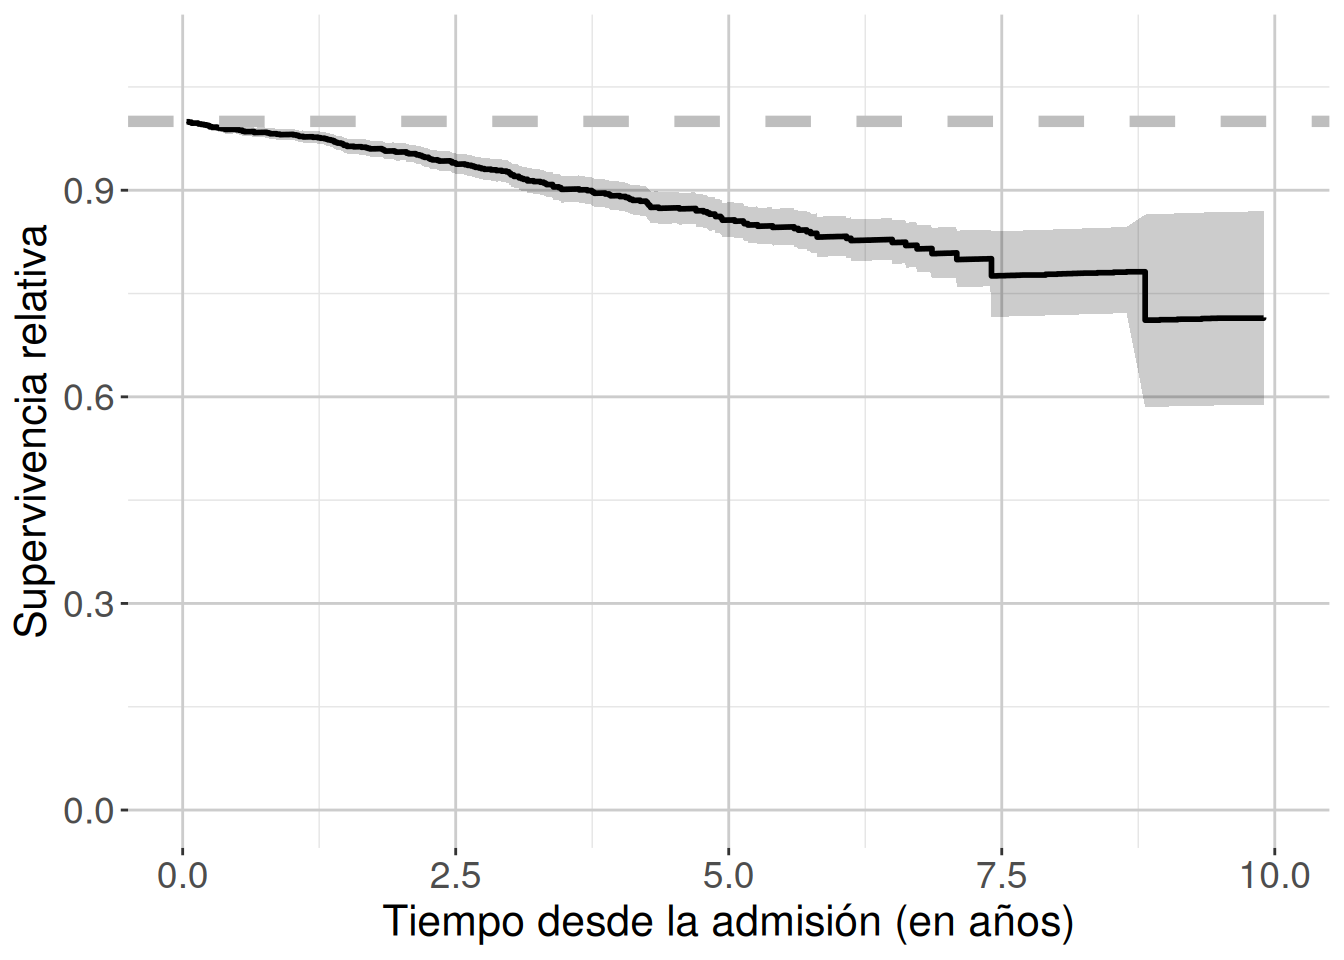 Supervivencia relativa
0.9
0.6
0.3
0.0
0.0 2.5 5.0 7.5 10.0
Tiempo desde la admisión (en años)